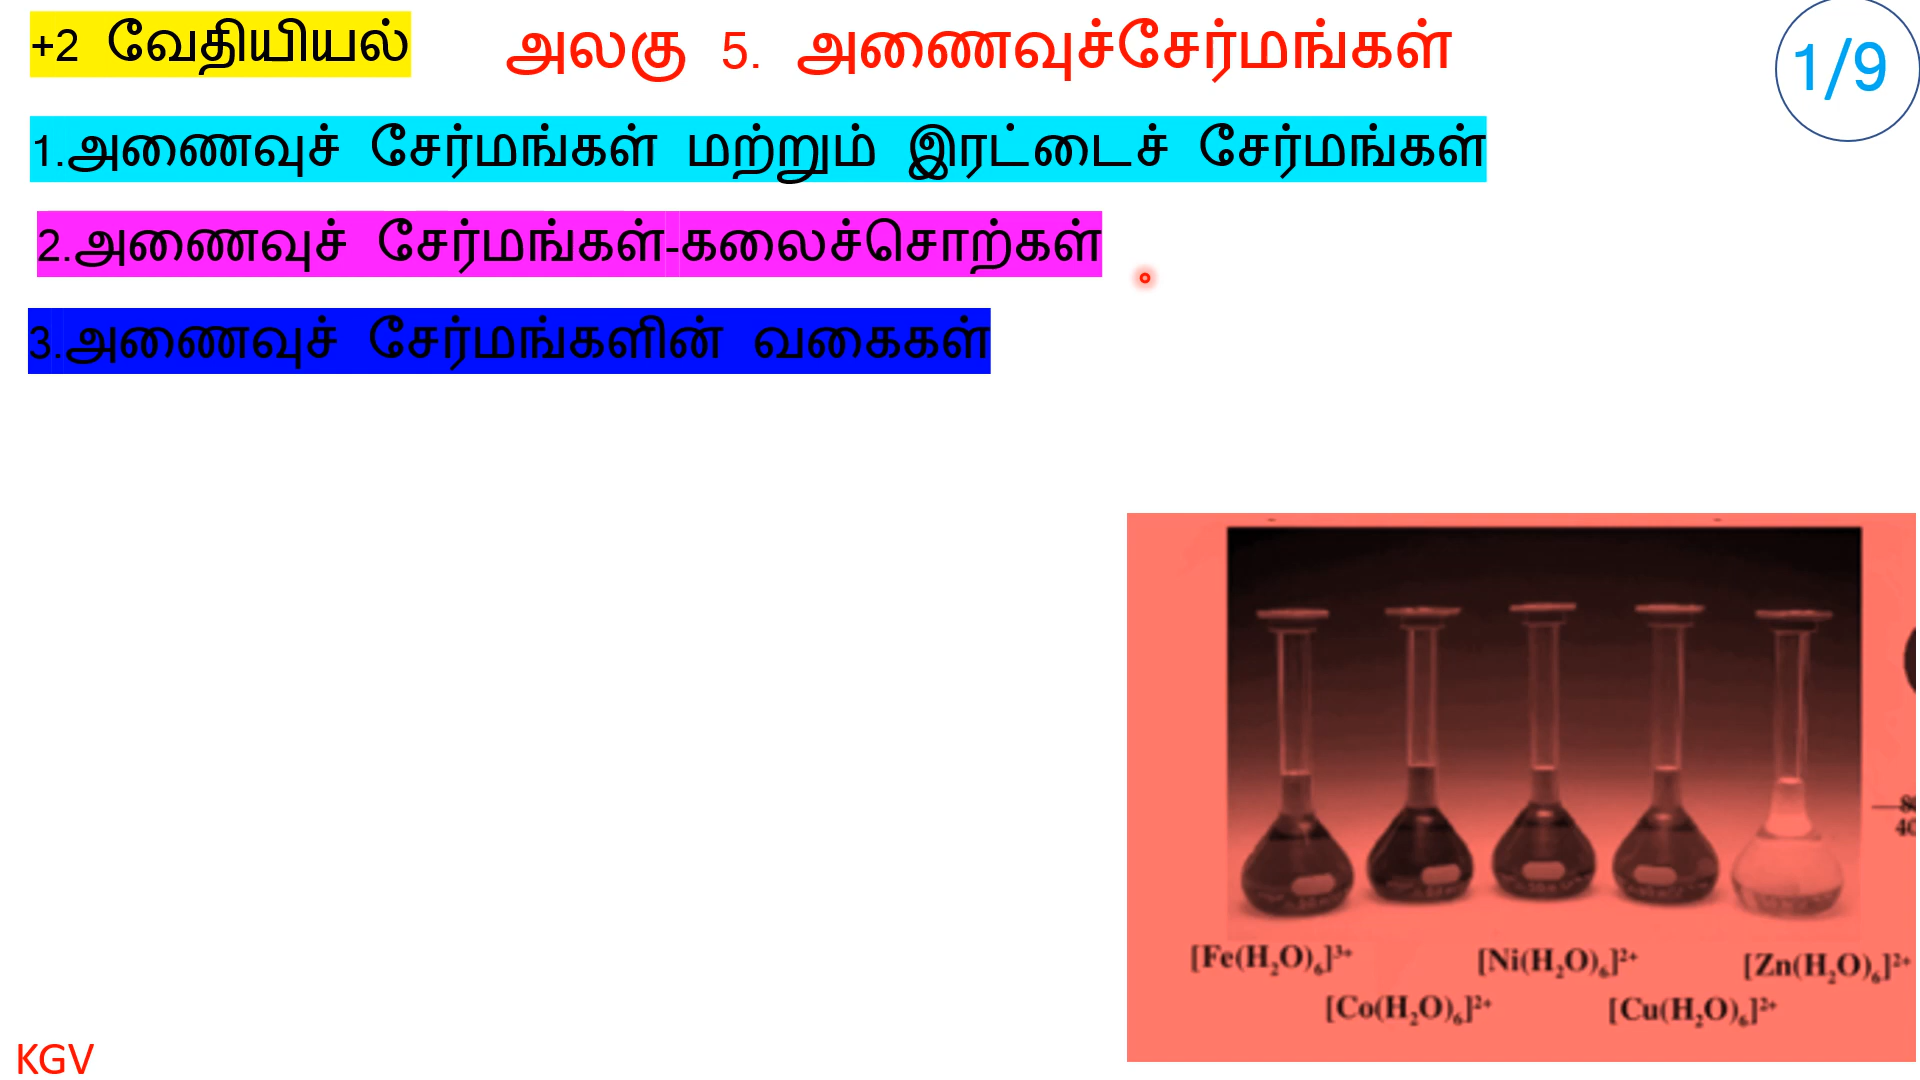 +2 வேதியியல்
அலகு 5. அணைவுச்சேர்மங்கள்
1/9
1.அணைவுச் சேர்மங்கள் மற்றும் இரட்டைச் சேர்மங்கள்
2.அணைவுச் சேர்மங்கள்-கலைச்சொற்கள்
3.அணைவுச் சேர்மங்களின் வகைகள்
[Fe(H₂O)₆]³⁺ [Ni(H₂O)₆]²⁺ [Zn(H₂O)₆]²⁺
[Co(H₂O)₆]²⁺ [Cu(H₂O)₆]²⁺
KGV